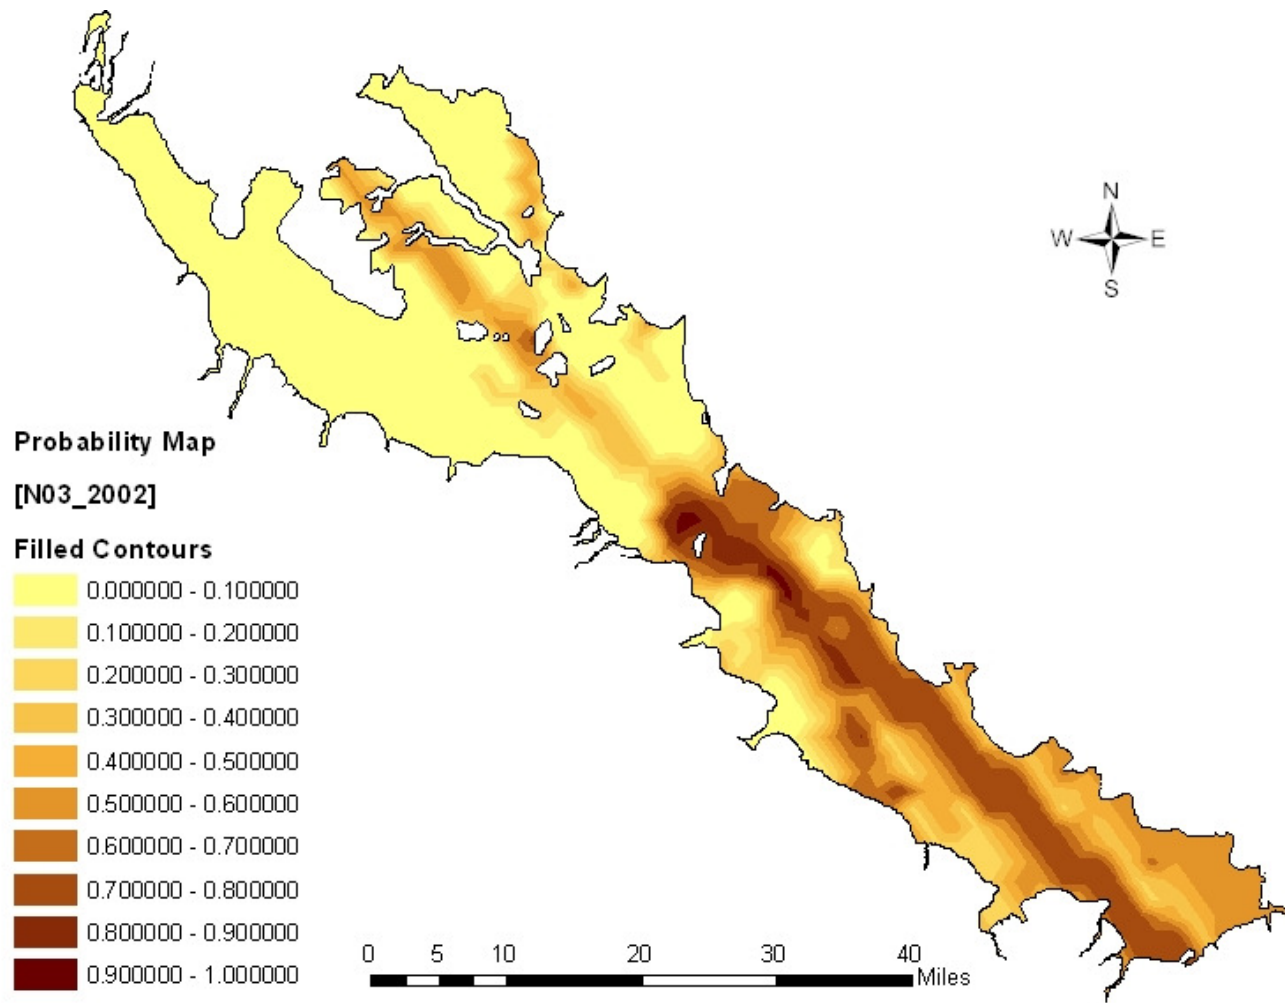 N
W E
S
Probability Map
[N03_2002]
Filled Contours
0.000000 - 0.100000
0.100000 - 0.200000
0.200000 - 0.300000
0.300000 - 0.400000
0.400000 - 0.500000
0.500000 - 0.600000
0.600000 - 0.700000
0.700000 - 0.800000
0.800000 - 0.900000
0.900000 - 1.000000
0 5 10 20 30 40
Miles